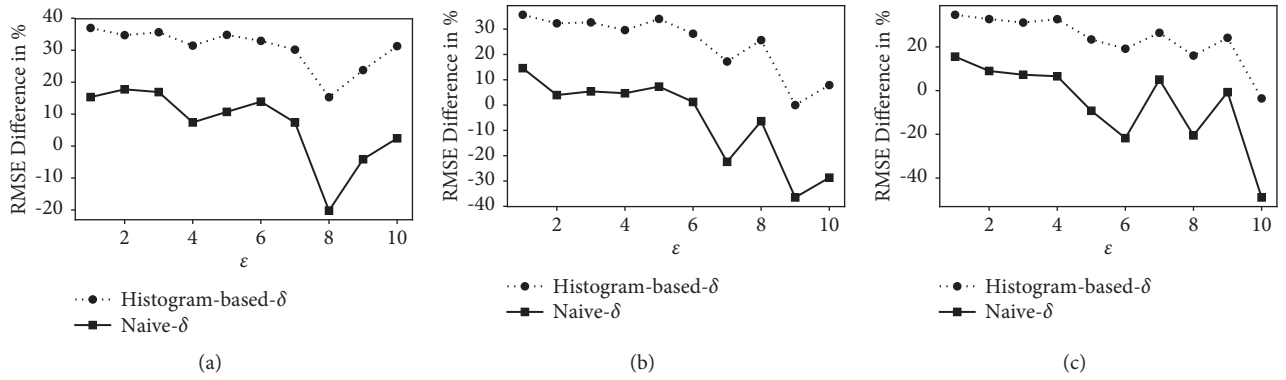 RMSE Difference in %
40
30
20
10
0
10
-20
2
4
6
8
10
ε
Histogram-based-δ
Naive-δ
(a)
RMSE Difference in %
30
20
10
0
-10
-20
-30
-40
2
4
6
8
10
ε
Histogram-based-δ
Naive-δ
(b)
RMSE Difference in %
20
0
-20
-40
2
4
6
8
10
ε
Histogram-based-δ
Naive-δ
(c)